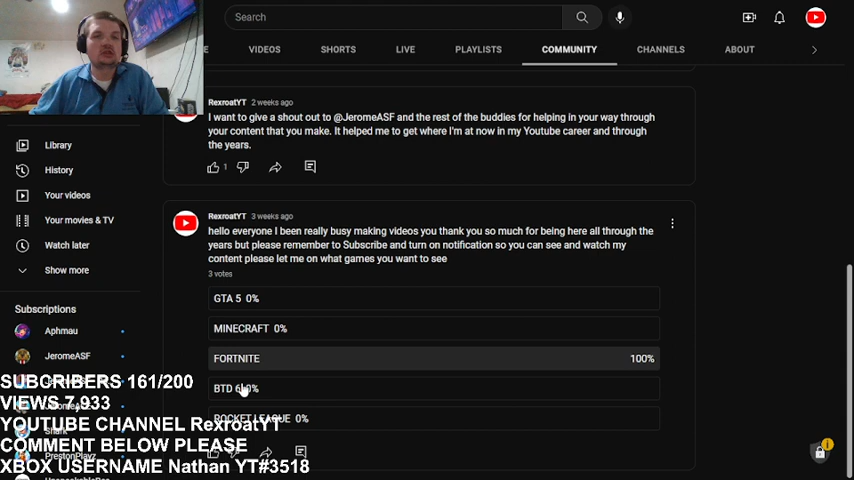 Search
VIDEOS SHORTS LIVE PLAYLISTS COMMUNITY CHANNELS ABOUT
RexroatYT 2 weeks ago
I want to give a shout out to @JeromeASF and the rest of the buddies for helping in your way through
your content that you make. It helped me to get where I'm at now in my Youtube career and through
the years.
1
Library
History
Your videos
Your movies & TV
Watch later
Show more
Subscriptions
Aphmau
JeromeASF
RexroatYT 3 weeks ago
hello everyone I been really busy making videos you thank you so much for being here all through the
years but please remember to Subscribe and turn on notification so you can see and watch my
content please let me on what games you want to see
3 votes
GTA 5 0%
MINECRAFT 0%
FORTNITE 100%
BTD 6 0%
ROCKET LEAGUE 0%
SUBCRIBERS 161/200
VIEWS 7,933
YOUTUBE CHANNEL RexroatYT
COMMENT BELOW PLEASE
PrestonPlayz
XBOX USERNAME Nathan YT#3518